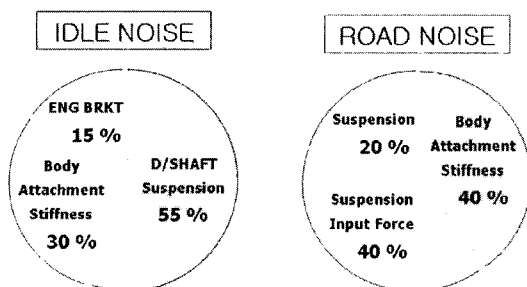 IDLE NOISE
ENG BRKT
15 %
Body
Attachment
Stiffness
30 %
D/SHAFT
Suspension
55 %
ROAD NOISE
Suspension
20 %
Body
Attachment
Stiffness
40 %
Suspension
Input Force
40 %